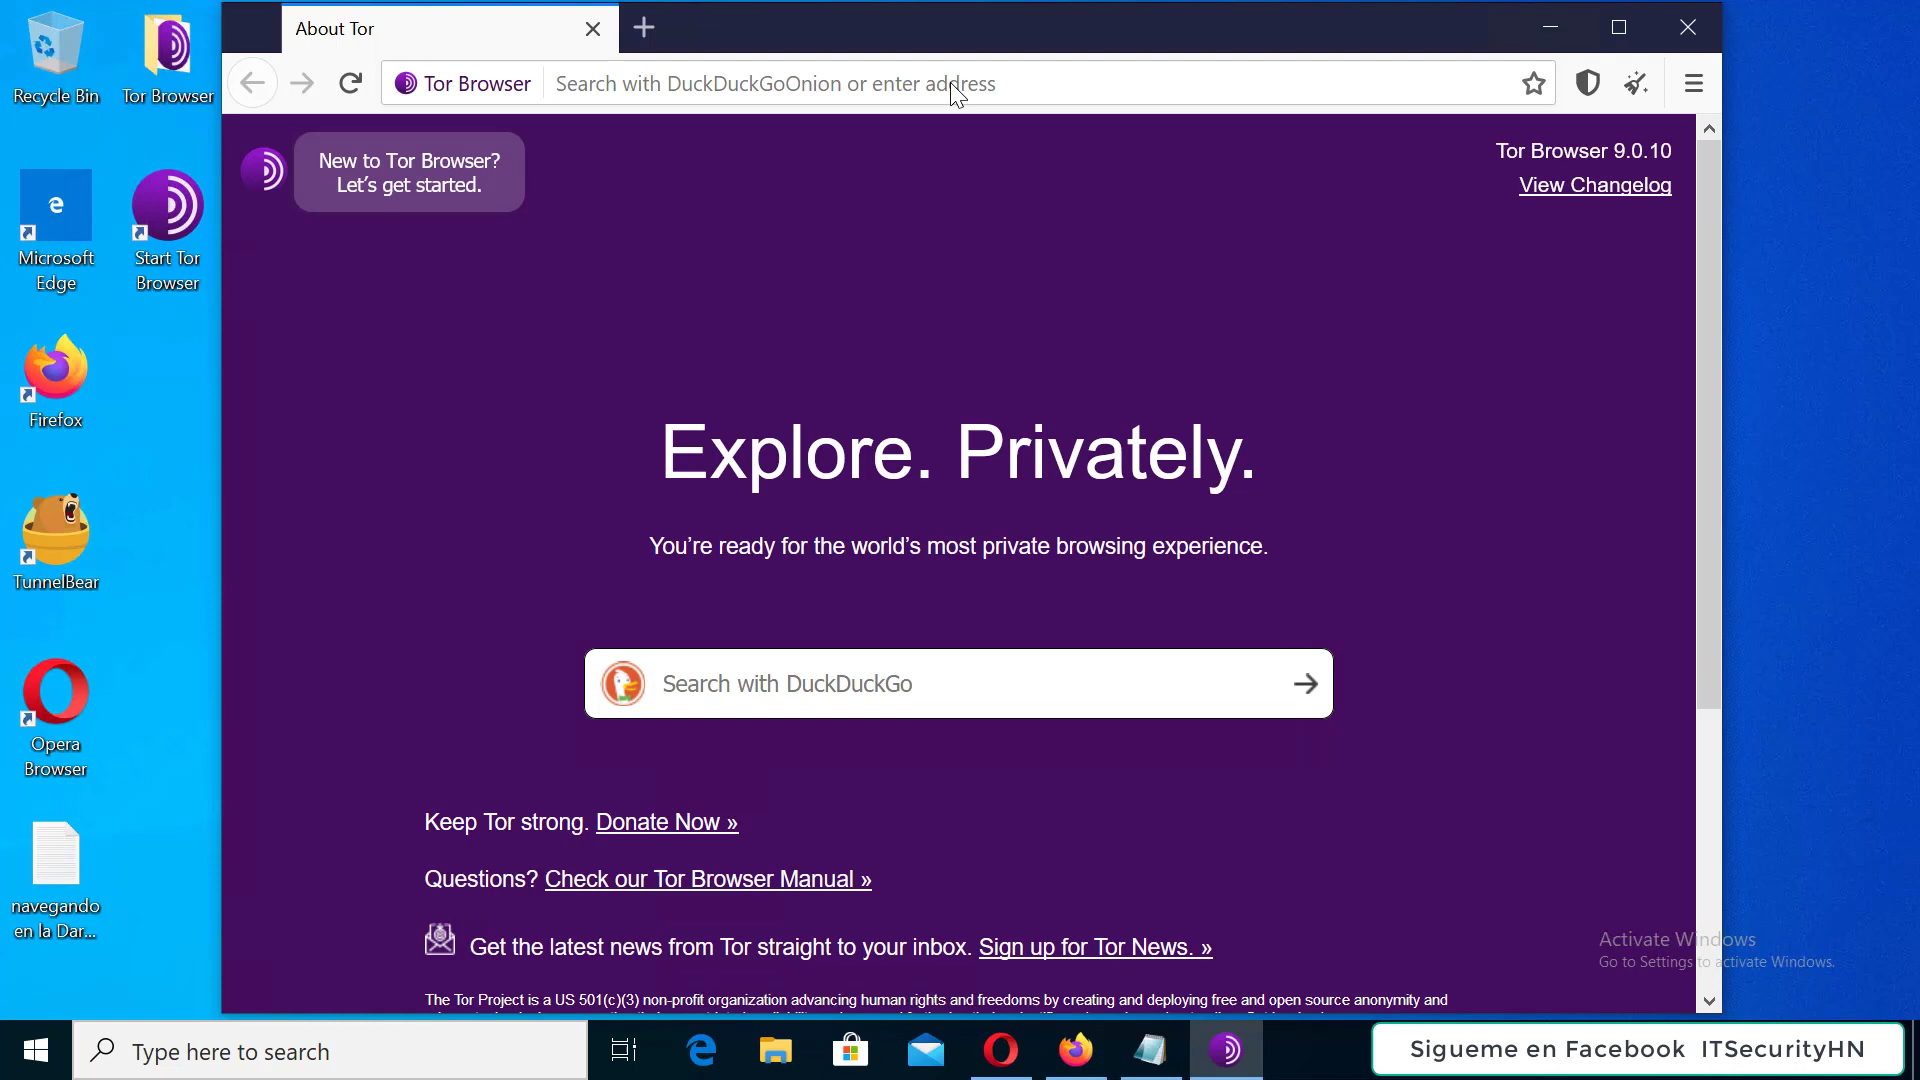 Recycle Bin
Tor Browser
Microsoft
Edge
Start Tor
Browser
Firefox
TunnelBear
Opera
Browser
navegando
en la Dar...
About Tor
Tor Browser
Search with DuckDuckGoOnion or enter address
New to Tor Browser?
Let's get started.
Tor Browser 9.0.10
View Changelog
Explore. Privately.
You're ready for the world's most private browsing experience.
Search with DuckDuckGo
Keep Tor strong. Donate Now »
Questions? Check our Tor Browser Manual »
Get the latest news from Tor straight to your inbox. Sign up for Tor News. »
The Tor Project is a US 501(c)(3) non-profit organization advancing human rights and freedoms by creating and deploying free and open source anonymity and
Activate Windows
Go to Settings to activate Windows.
Type here to search
Sigueme en Facebook ITSecurityHN